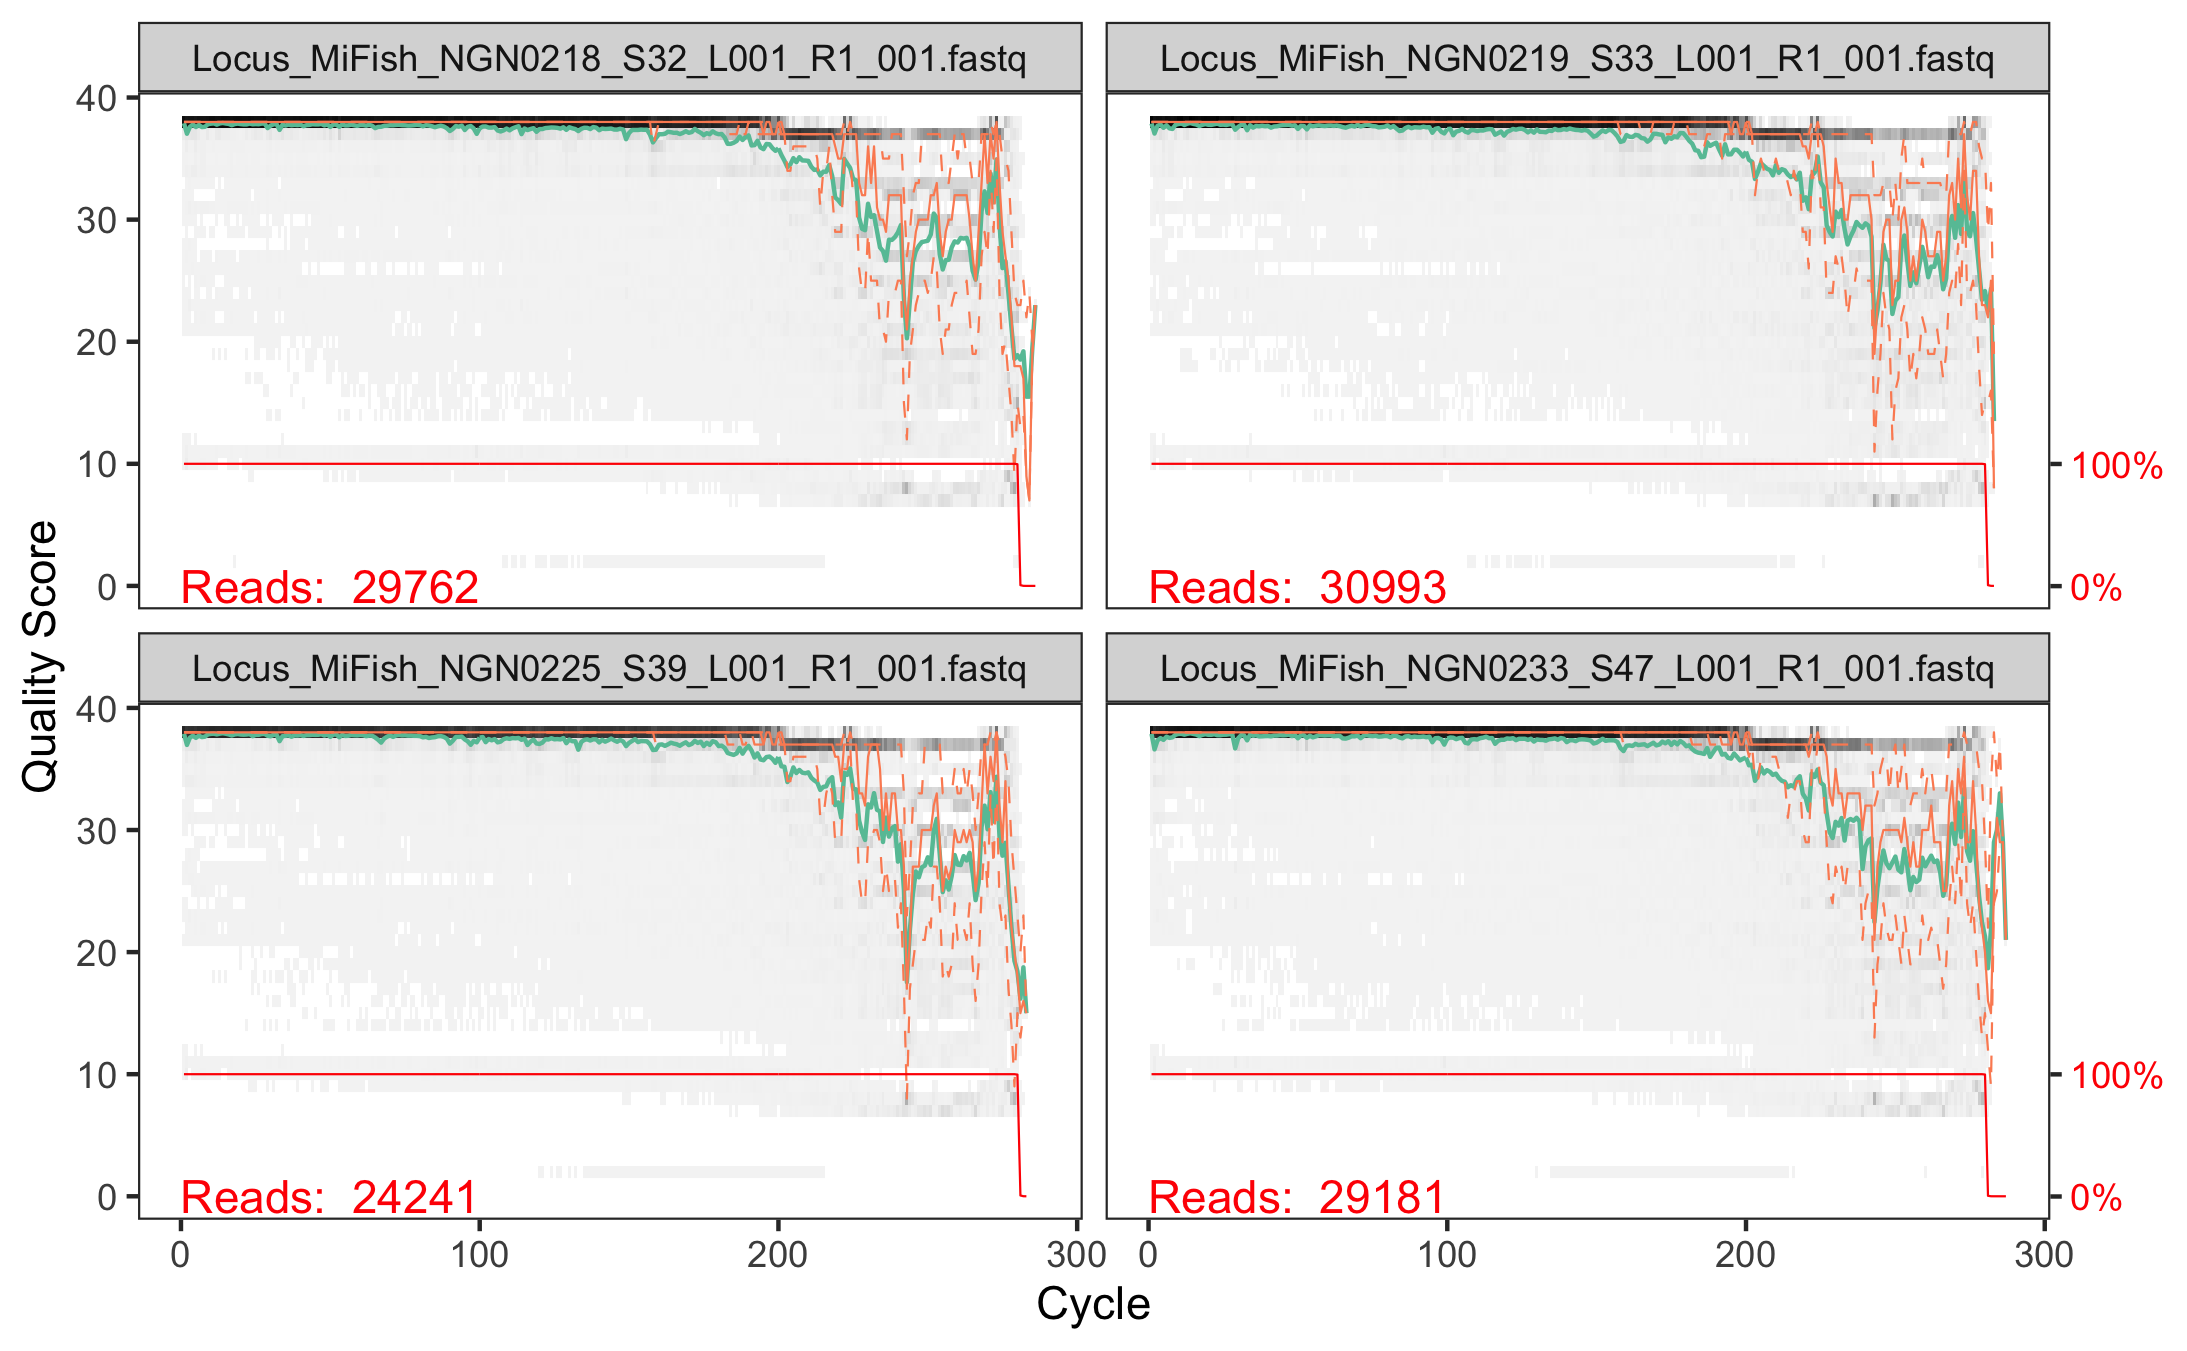 Locus_MiFish_NGN0218_S32_L001_R1_001.fastq
Locus_MiFish_NGN0219_S33_L001_R1_001.fastq
40
30
20
10
0
Reads: 29762
Reads: 30993
100%
0%
Quality Score
Locus_MiFish_NGN0225_S39_L001_R1_001.fastq
Locus_MiFish_NGN0233_S47_L001_R1_001.fastq
40
30
20
10
0
Reads: 24241
Reads: 29181
100%
0%
0 100 200 300
0 100 200 300
Cycle